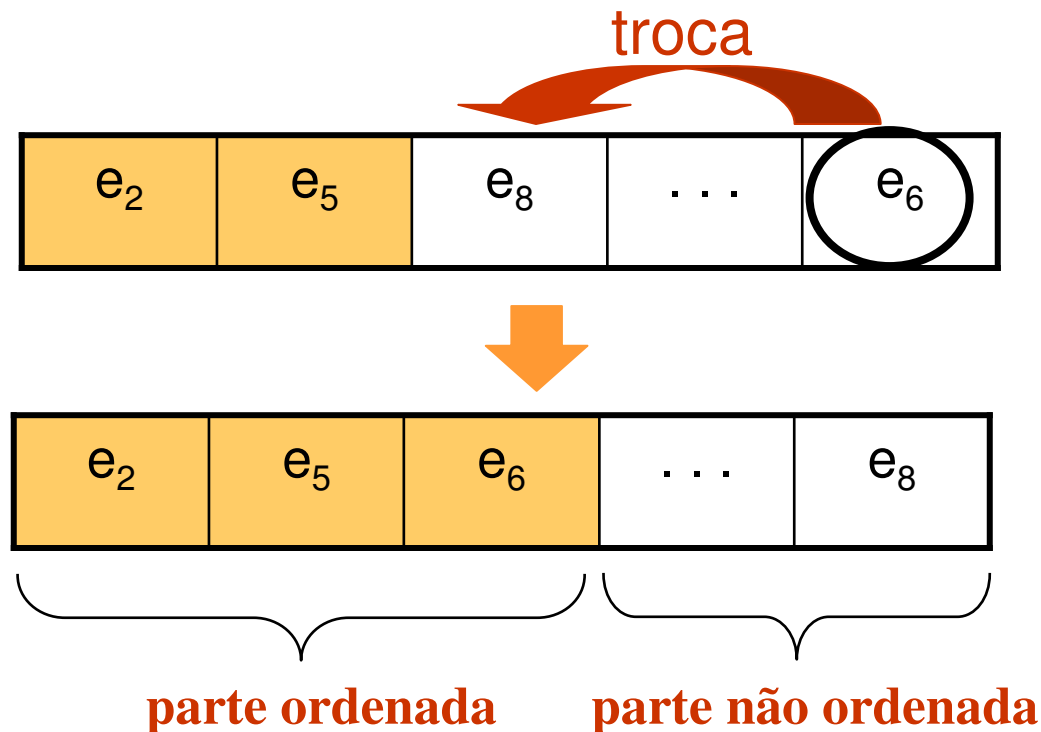 troca
e₂ e₅ e₈ . . . e₆
e₂ e₅ e₆ . . . e₈
parte ordenada parte não ordenada